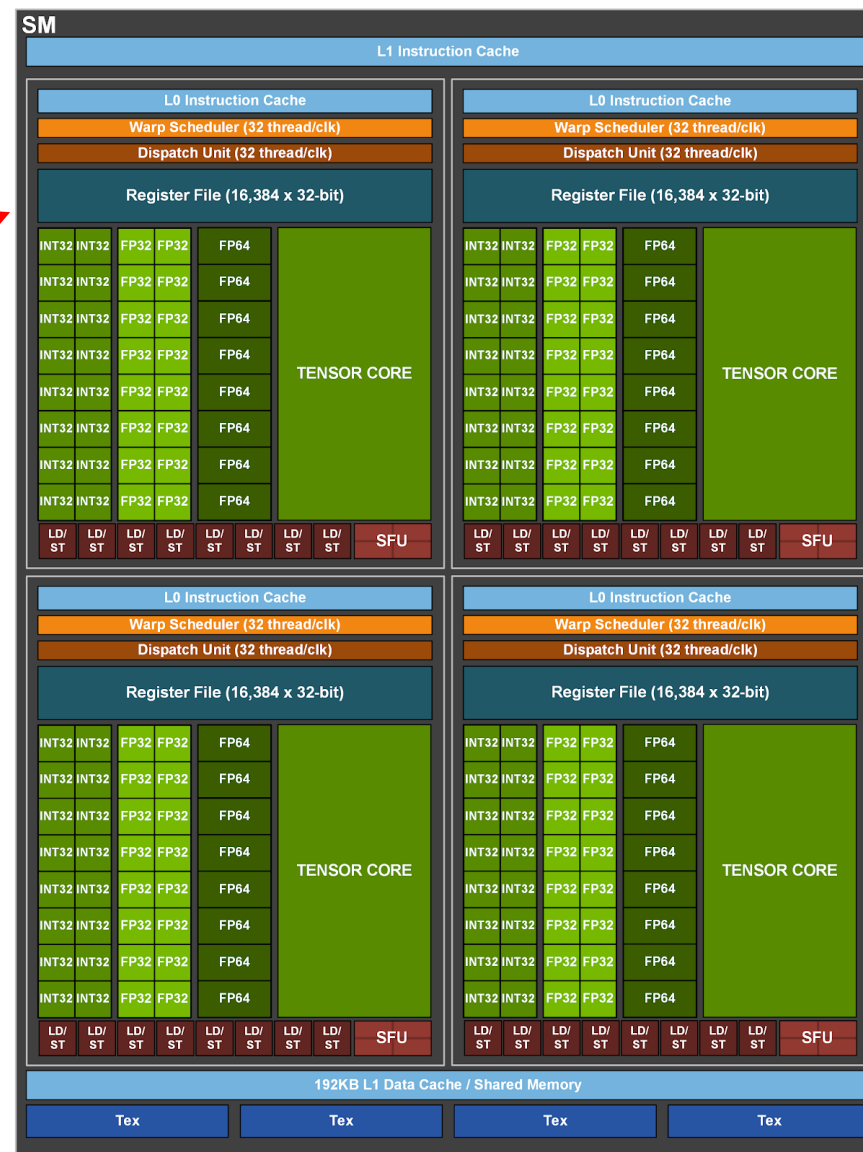 SM
L1 Instruction Cache
L0 Instruction Cache
Warp Scheduler (32 thread/clk)
Dispatch Unit (32 thread/clk)
Register File (16,384 x 32-bit)
INT32 INT32 FP32 FP32 FP64
INT32 INT32 FP32 FP32 FP64
INT32 INT32 FP32 FP32 FP64
INT32 INT32 FP32 FP32 FP64
TENSOR CORE
INT32 INT32 FP32 FP32 FP64
INT32 INT32 FP32 FP32 FP64
INT32 INT32 FP32 FP32 FP64
INT32 INT32 FP32 FP32 FP64
LD/ LD/ LD/ LD/ LD/ LD/ LD/ LD/
ST ST ST ST ST ST ST ST
SFU
L0 Instruction Cache
Warp Scheduler (32 thread/clk)
Dispatch Unit (32 thread/clk)
Register File (16,384 x 32-bit)
INT32 INT32 FP32 FP32 FP64
INT32 INT32 FP32 FP32 FP64
INT32 INT32 FP32 FP32 FP64
INT32 INT32 FP32 FP32 FP64
TENSOR CORE
INT32 INT32 FP32 FP32 FP64
INT32 INT32 FP32 FP32 FP64
INT32 INT32 FP32 FP32 FP64
INT32 INT32 FP32 FP32 FP64
LD/ LD/ LD/ LD/ LD/ LD/ LD/ LD/
ST ST ST ST ST ST ST ST
SFU
L0 Instruction Cache
Warp Scheduler (32 thread/clk)
Dispatch Unit (32 thread/clk)
Register File (16,384 x 32-bit)
INT32 INT32 FP32 FP32 FP64
INT32 INT32 FP32 FP32 FP64
INT32 INT32 FP32 FP32 FP64
INT32 INT32 FP32 FP32 FP64
TENSOR CORE
INT32 INT32 FP32 FP32 FP64
INT32 INT32 FP32 FP32 FP64
INT32 INT32 FP32 FP32 FP64
INT32 INT32 FP32 FP32 FP64
LD/ LD/ LD/ LD/ LD/ LD/ LD/ LD/
ST ST ST ST ST ST ST ST
SFU
L0 Instruction Cache
Warp Scheduler (32 thread/clk)
Dispatch Unit (32 thread/clk)
Register File (16,384 x 32-bit)
INT32 INT32 FP32 FP32 FP64
INT32 INT32 FP32 FP32 FP64
INT32 INT32 FP32 FP32 FP64
INT32 INT32 FP32 FP32 FP64
TENSOR CORE
INT32 INT32 FP32 FP32 FP64
INT32 INT32 FP32 FP32 FP64
INT32 INT32 FP32 FP32 FP64
INT32 INT32 FP32 FP32 FP64
LD/ LD/ LD/ LD/ LD/ LD/ LD/ LD/
ST ST ST ST ST ST ST ST
SFU
192KB L1 Data Cache / Shared Memory
Tex Tex Tex Tex